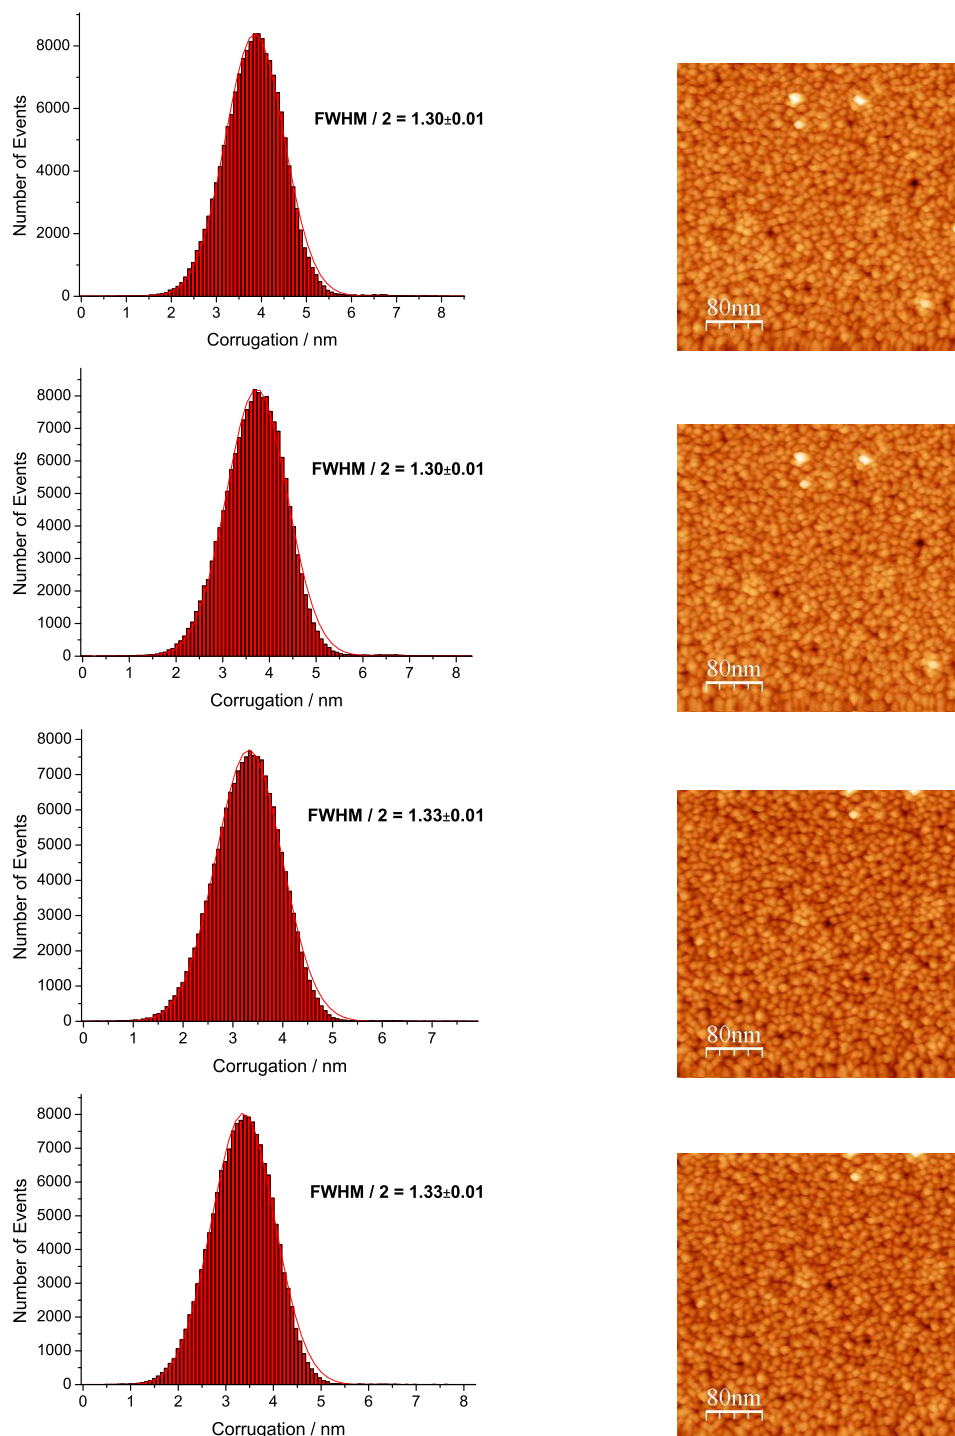 8000
6000
4000
2000
0
Number of Events
FWHM / 2 = 1.30±0.01
0 1 2 3 4 5 6 7 8
Corrugation / nm
80nm
8000
7000
6000
5000
4000
3000
2000
1000
0
Number of Events
FWHM / 2 = 1.30±0.01
0 1 2 3 4 5 6 7 8
Corrugation / nm
80nm
8000
7000
6000
5000
4000
3000
2000
1000
0
Number of Events
FWHM / 2 = 1.33±0.01
0 1 2 3 4 5 6 7
Corrugation / nm
80nm
8000
7000
6000
5000
4000
3000
2000
1000
0
Number of Events
FWHM / 2 = 1.33±0.01
0 1 2 3 4 5 6 7 8
Corrugation / nm
80nm